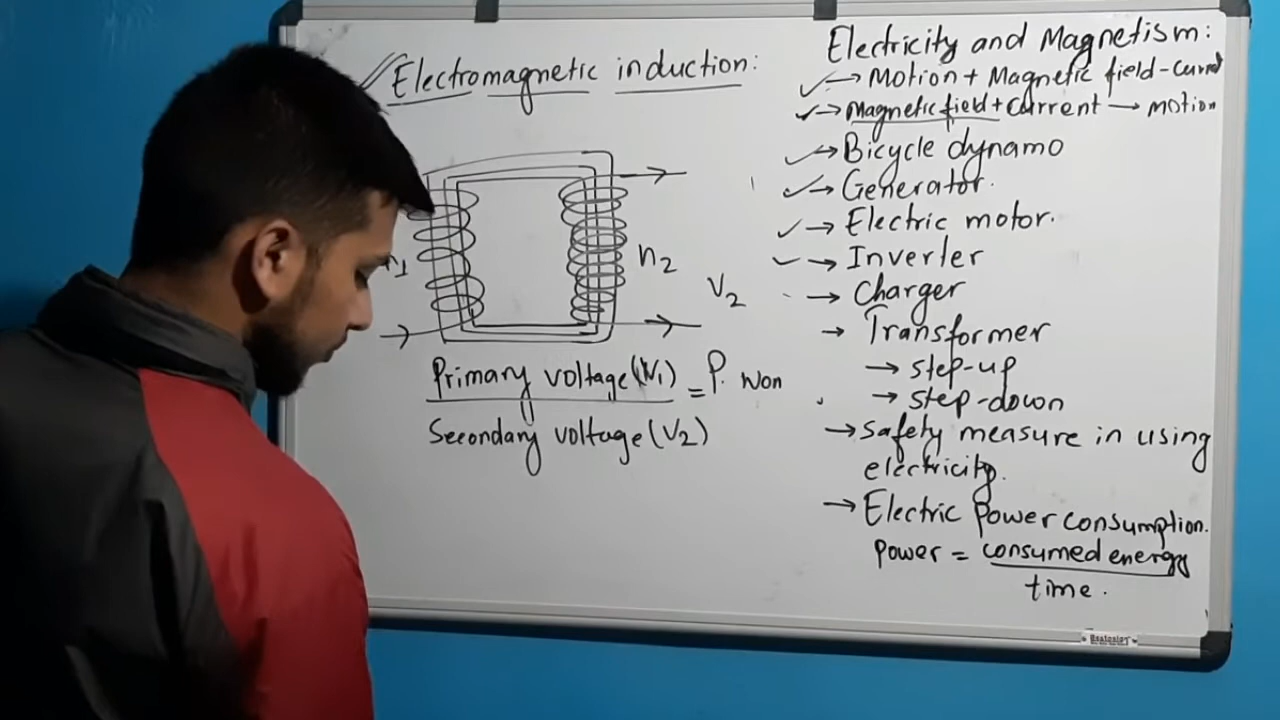 Electromagnetic induction:
n1
n2
V2
Primary voltage(V1) = P. Won
Secondary voltage(V2)
Electricity and Magnetism:
✓→ Motion + Magnetic field-current
✓→ Magnetic field + Current → motion
✓→ Bicycle dynamo
✓→ Generator.
✓→ Electric motor.
✓→ Inverter
→ Charger
→ Transformer
→ step-up
→ step-down
→ Safety measure in using
electricity.
→ Electric Power consumption.
Power = consumed energy
time.